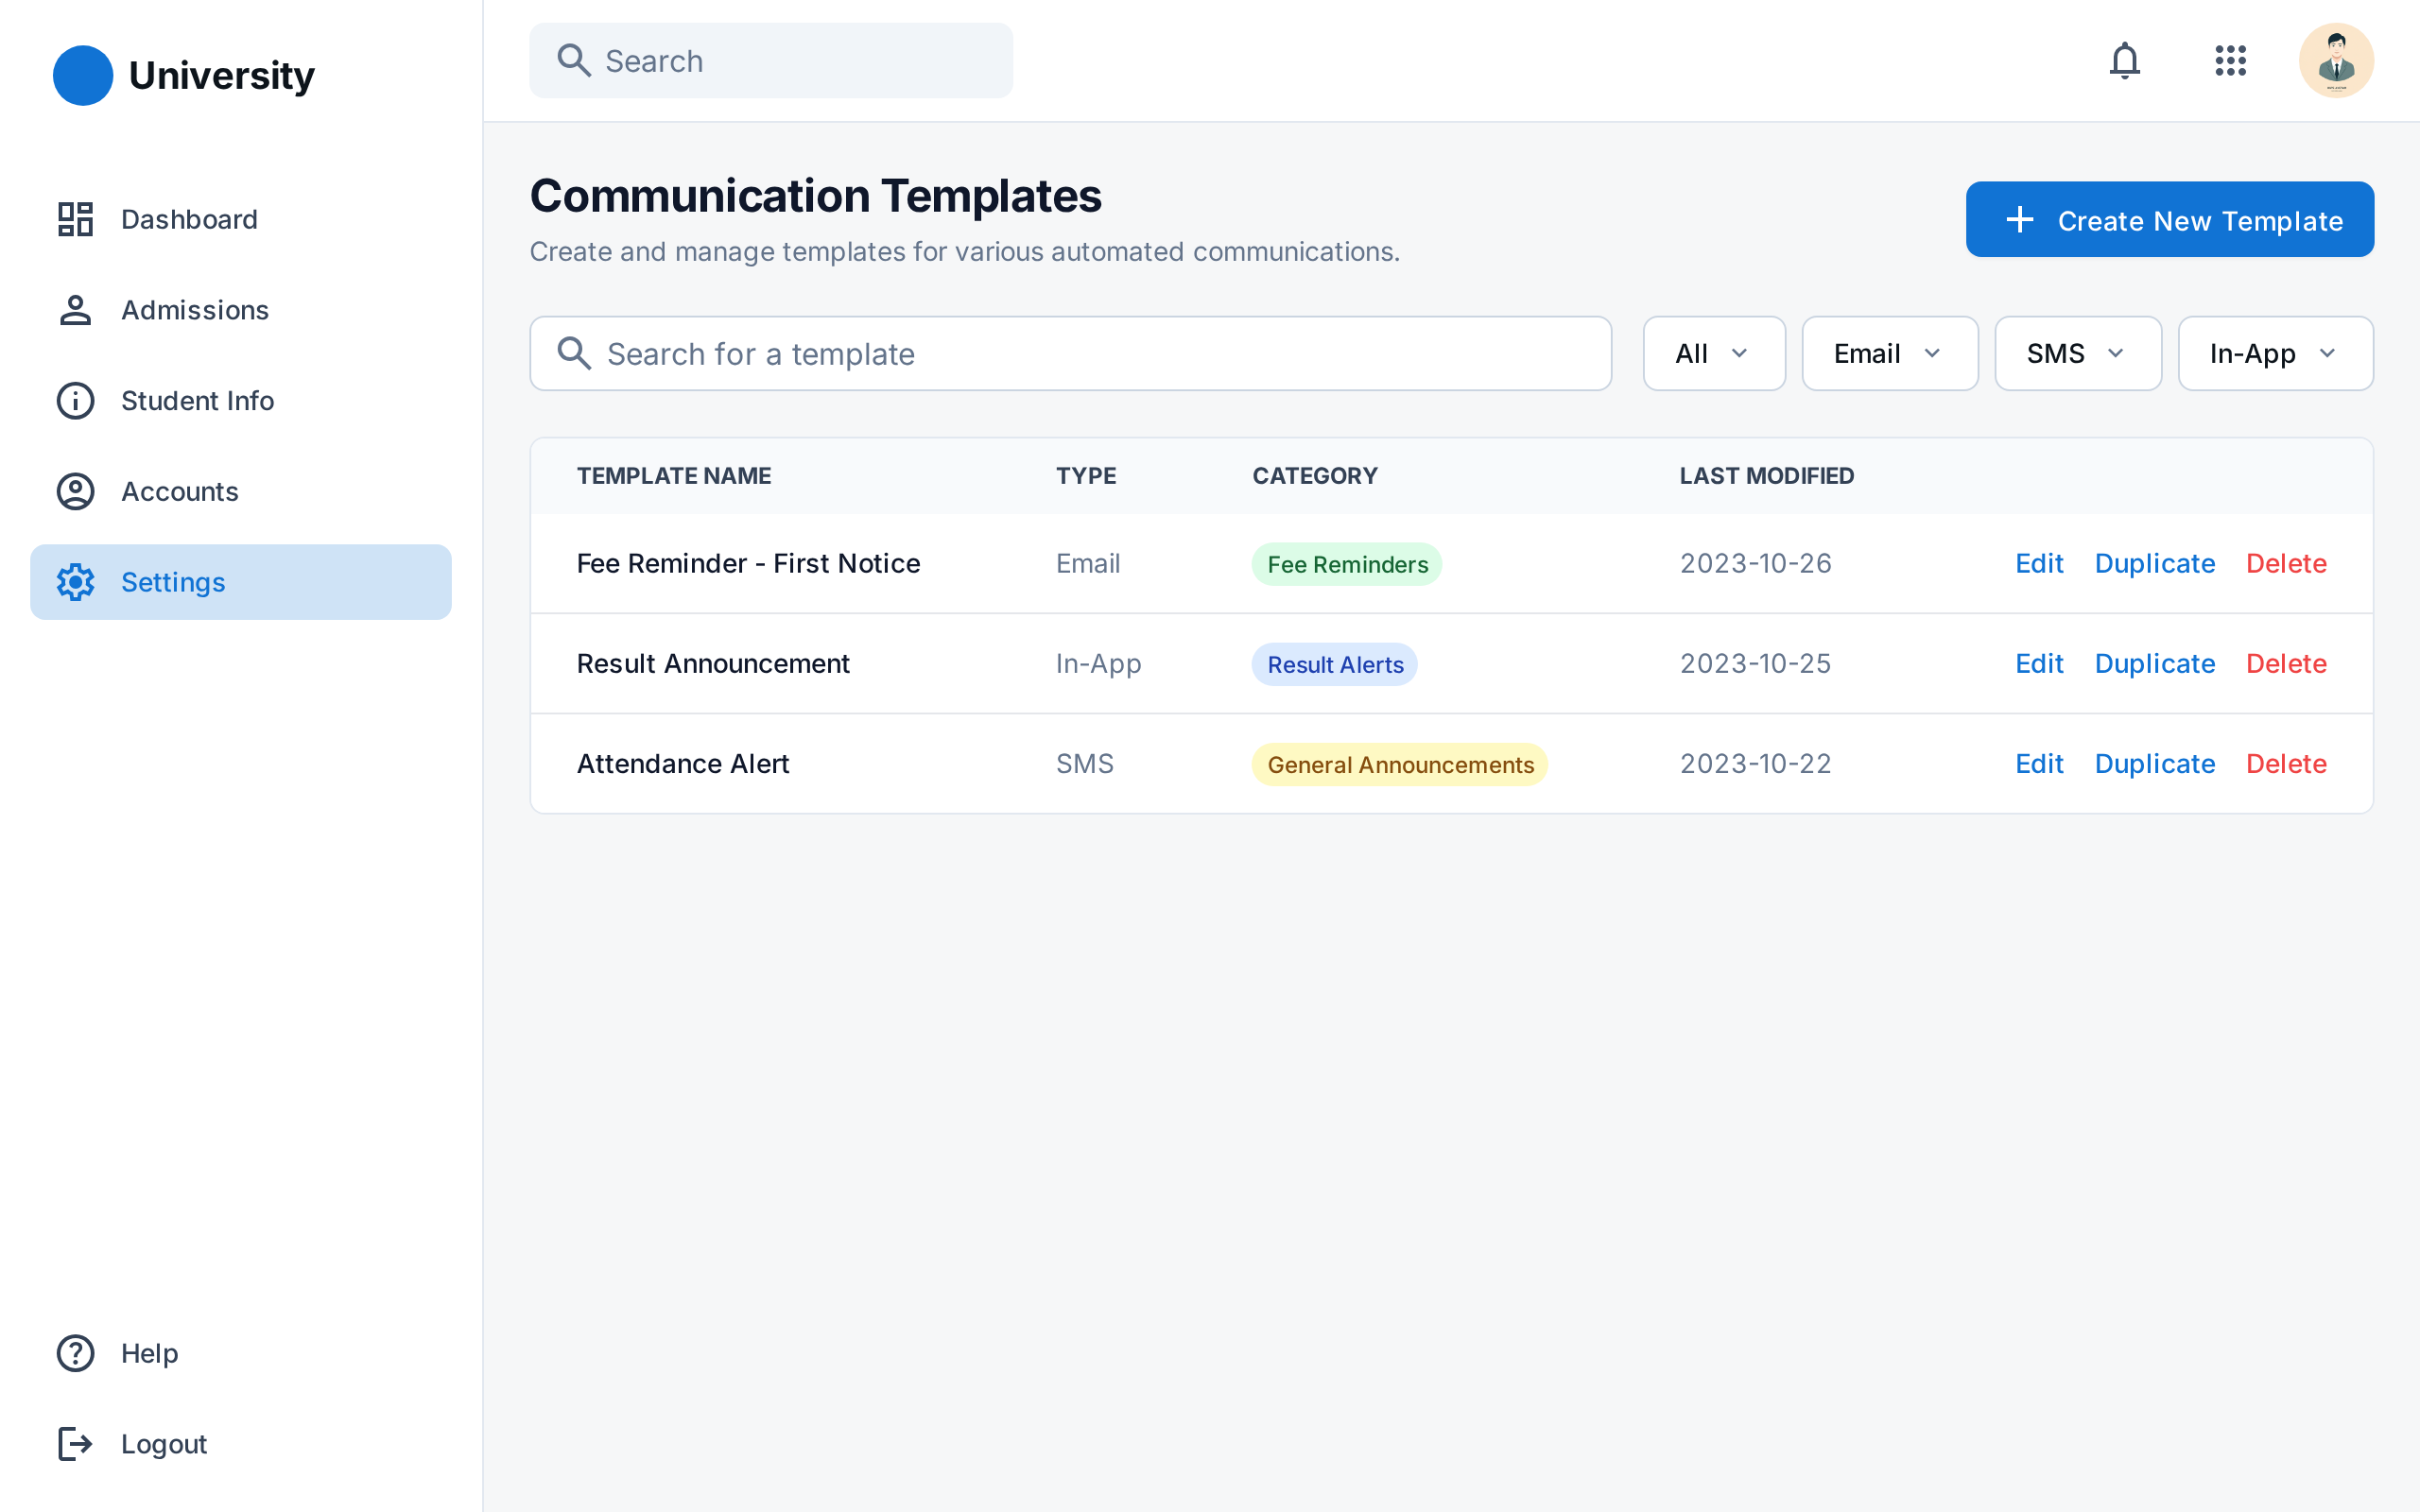 University
Search
Dashboard
Admissions
Student Info
Accounts
Settings
Help
Logout
Communication Templates
Create and manage templates for various automated communications.
Create New Template
Search for a template
All
Email
SMS
In-App
TEMPLATE NAME TYPE CATEGORY LAST MODIFIED
Fee Reminder - First Notice Email Fee Reminders 2023-10-26 Edit Duplicate Delete
Result Announcement In-App Result Alerts 2023-10-25 Edit Duplicate Delete
Attendance Alert SMS General Announcements 2023-10-22 Edit Duplicate Delete